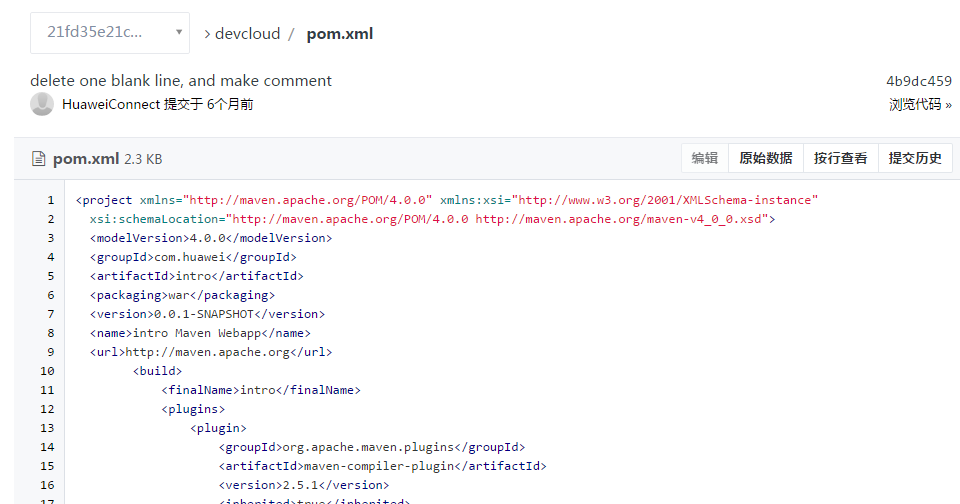 21fd35e21c...
> devcloud / pom.xml
delete one blank line, and make comment
4b9dc459
HuaweiConnect 提交于 6个月前
浏览代码 »
pom.xml 2.3 KB
编辑 原始数据 按行查看 提交历史
1 <project xmlns="http://maven.apache.org/POM/4.0.0" xmlns:xsi="http://www.w3.org/2001/XMLSchema-instance"
2 xsi:schemaLocation="http://maven.apache.org/POM/4.0.0 http://maven.apache.org/maven-v4_0_0.xsd">
3 <modelVersion>4.0.0</modelVersion>
4 <groupId>com.huawei</groupId>
5 <artifactId>intro</artifactId>
6 <packaging>war</packaging>
7 <version>0.0.1-SNAPSHOT</version>
8 <name>intro Maven Webapp</name>
9 <url>http://maven.apache.org</url>
10 <build>
11 <finalName>intro</finalName>
12 <plugins>
13 <plugin>
14 <groupId>org.apache.maven.plugins</groupId>
15 <artifactId>maven-compiler-plugin</artifactId>
16 <version>2.5.1</version>
17 <inherited>true</inherited>